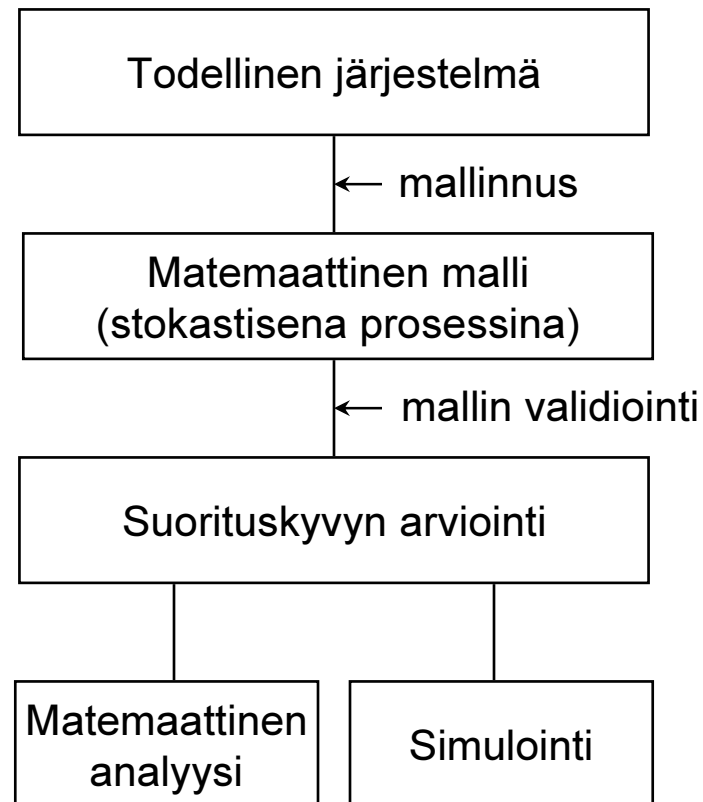 Todellinen järjestelmä
mallinnus
Matemaattinen malli
(stokastisena prosessina)
mallin validiointi
Suorituskyvyn arviointi
Matemaattinen
analyysi
Simulointi